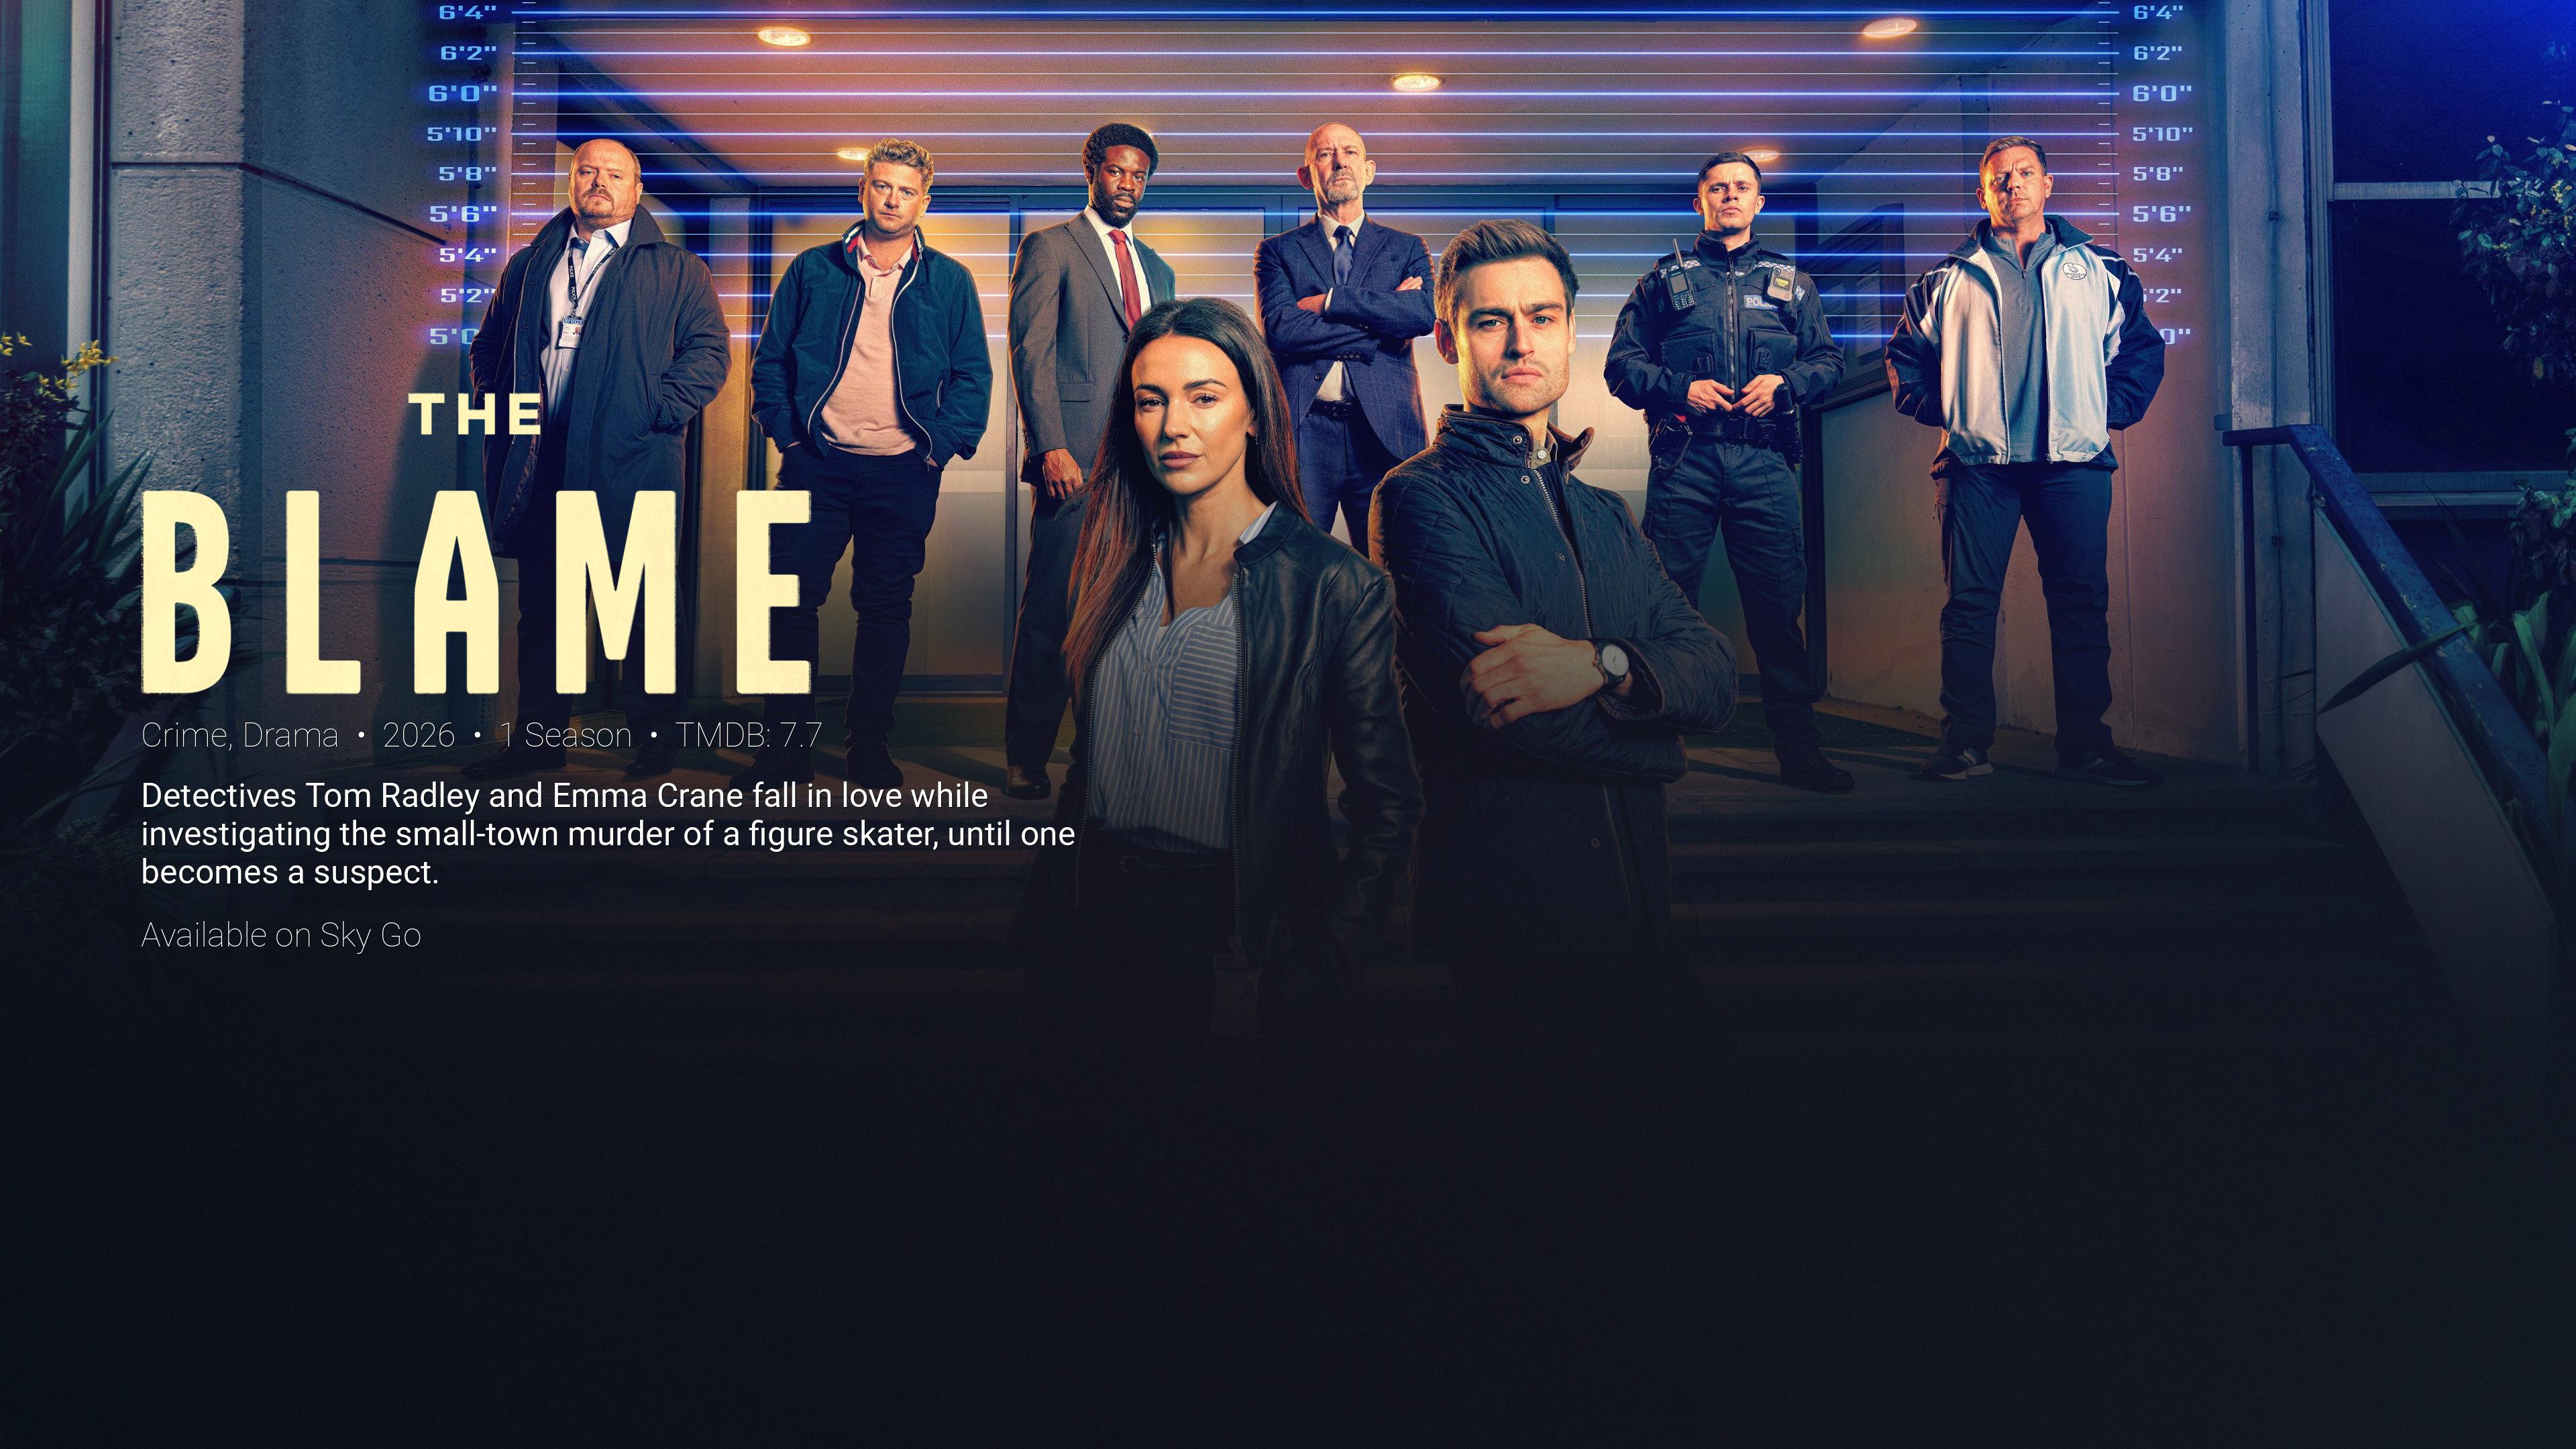 6'4" 6'4"
6'2" 6'2"
6'0" 6'0"
5'10" 5'10"
5'8" 5'8"
5'6" 5'6"
5'4" 5'4"
5'2"
THE
BLAME
Crime, Drama • 2026 • 1 Season • TMDB: 7.7
Detectives Tom Radley and Emma Crane fall in love while
investigating the small-town murder of a figure skater, until one
becomes a suspect.
Available on Sky Go